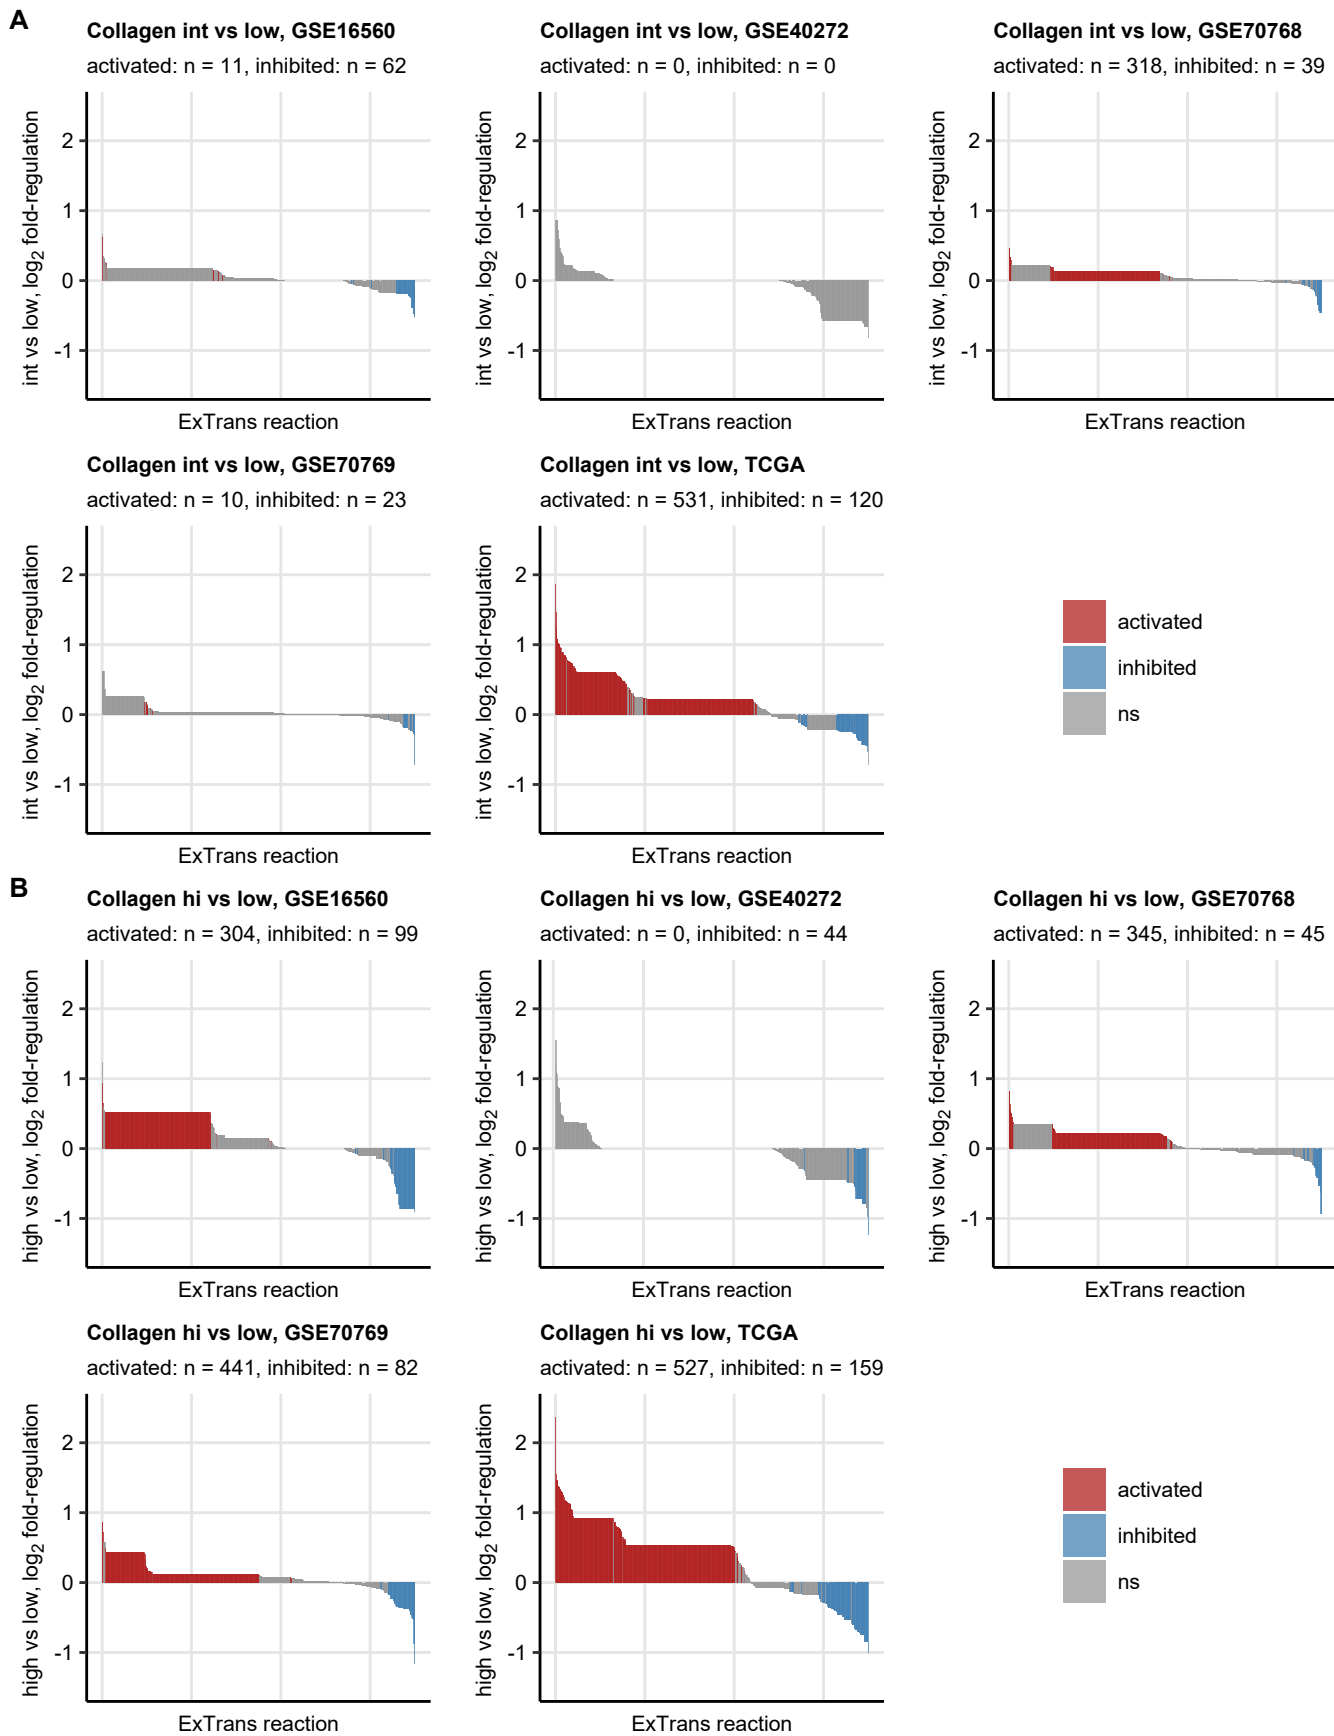 A
Collagen int vs low, GSE16560
activated: n = 11, inhibited: n = 62
int vs low, log2 fold-regulation
2
1
0
-1
ExTrans reaction
Collagen int vs low, GSE40272
activated: n = 0, inhibited: n = 0
int vs low, log2 fold-regulation
2
1
0
-1
ExTrans reaction
Collagen int vs low, GSE70768
activated: n = 318, inhibited: n = 39
int vs low, log2 fold-regulation
2
1
0
-1
ExTrans reaction
Collagen int vs low, GSE70769
activated: n = 10, inhibited: n = 23
int vs low, log2 fold-regulation
2
1
0
-1
ExTrans reaction
Collagen int vs low, TCGA
activated: n = 531, inhibited: n = 120
int vs low, log2 fold-regulation
2
1
0
-1
ExTrans reaction
activated
inhibited
ns
B
Collagen hi vs low, GSE16560
activated: n = 304, inhibited: n = 99
high vs low, log2 fold-regulation
2
1
0
-1
ExTrans reaction
Collagen hi vs low, GSE40272
activated: n = 0, inhibited: n = 44
high vs low, log2 fold-regulation
2
1
0
-1
ExTrans reaction
Collagen hi vs low, GSE70768
activated: n = 345, inhibited: n = 45
high vs low, log2 fold-regulation
2
1
0
-1
ExTrans reaction
Collagen hi vs low, GSE70769
activated: n = 441, inhibited: n = 82
high vs low, log2 fold-regulation
2
1
0
-1
ExTrans reaction
Collagen hi vs low, TCGA
activated: n = 527, inhibited: n = 159
high vs low, log2 fold-regulation
2
1
0
-1
ExTrans reaction
activated
inhibited
ns